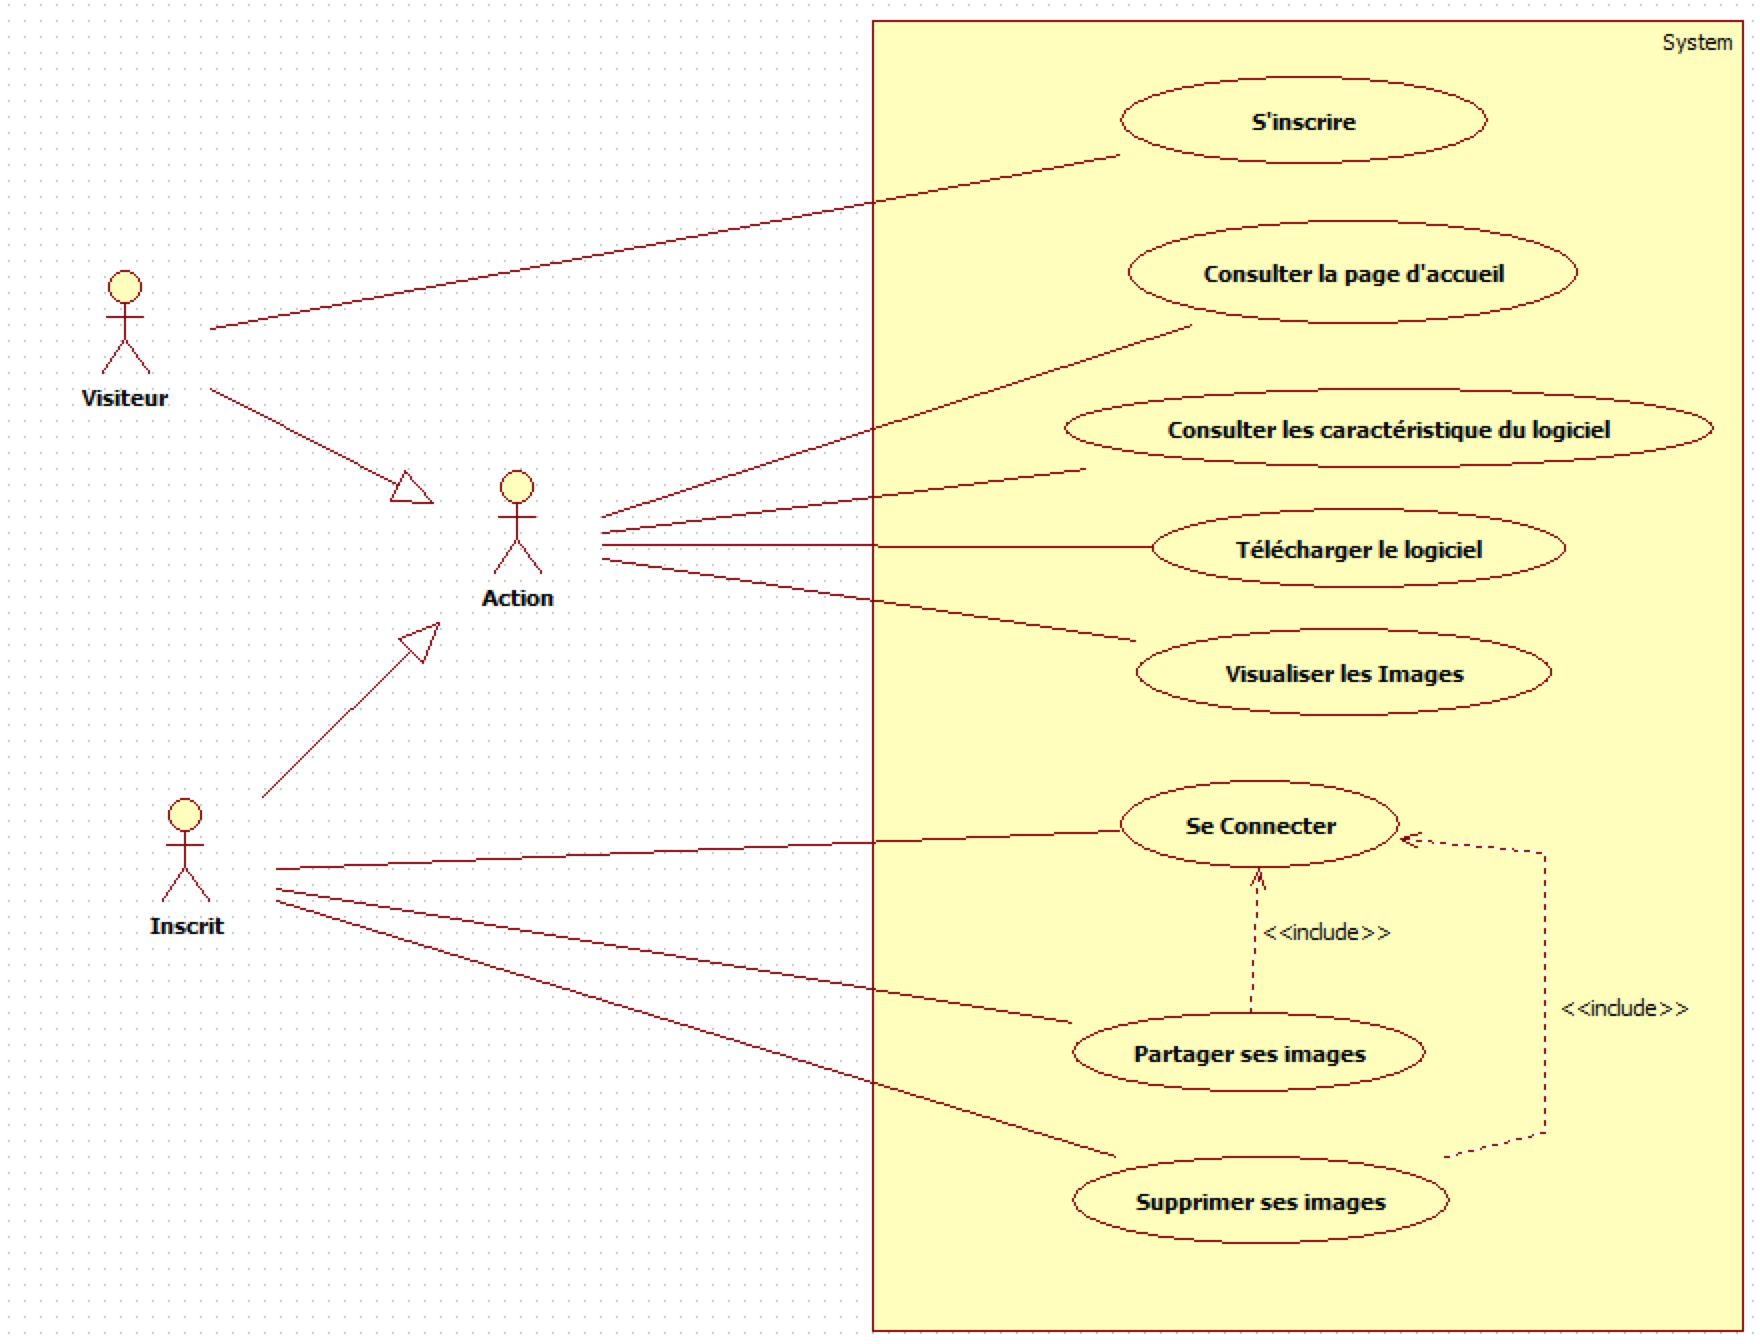 System
S'inscrire
Consulter la page d'accueil
Visiteur
Consulter les caractéristique du logiciel
Télécharger le logiciel
Action
Visualiser les Images
Se Connecter
Inscrit
<<include>>
<<include>>
Partager ses images
Supprimer ses images